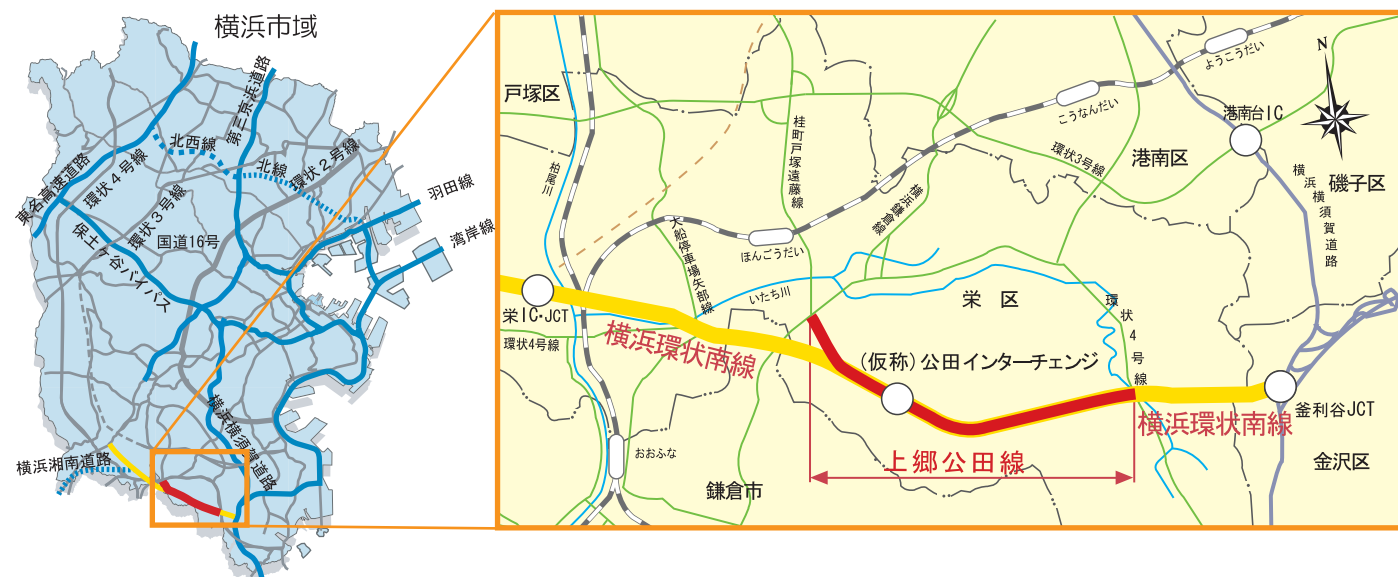 横浜市域
第三京浜道路
北西線
北線
環状2号線
東名高速道路
環状4号線
環状3号線
羽田線
湾岸線
国道16号
保土ヶ谷バイパス
横浜横須賀道路
横浜湘南道路
戸塚区
柏尾川
桂町戸塚遠藤線
ようこうだい
こうなんだい
港南台IC
N
環状3号線
港南区
磯子区
横浜横須賀道路
横浜鎌倉線
大船停車場矢部線
ほんごうだい
いたち川
栄区
栄IC・JCT
環状4号線
横浜環状南線
(仮称)公田インターチェンジ
環状4号線
釜利谷JCT
横浜環状南線
金沢区
上郷公田線
おおふな
鎌倉市